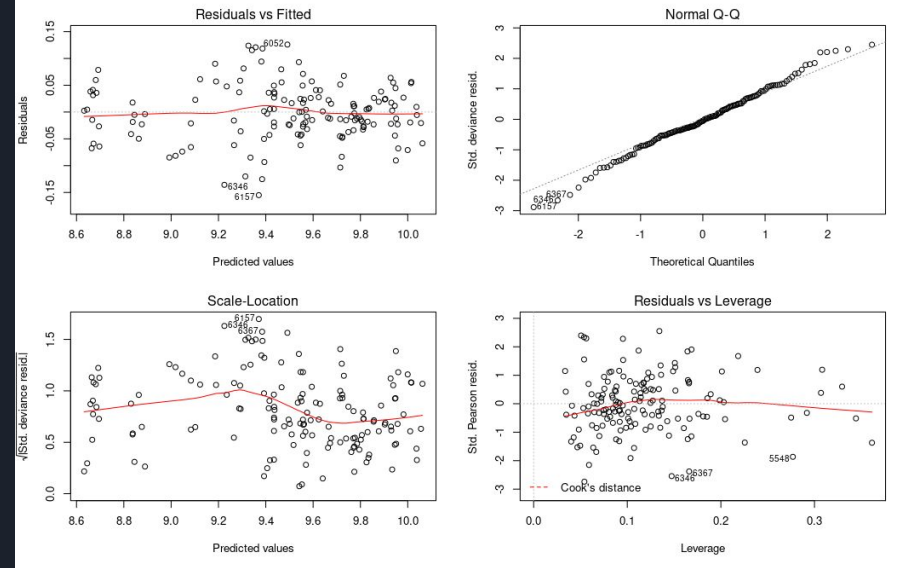 Residuals vs Fitted
Residuals
0.15
0.05
-0.05
-0.15
6052
6346
6157
8.6 8.8 9.0 9.2 9.4 9.6 9.8 10.0
Predicted values
Normal Q-Q
Std. deviance resid.
3
2
1
0
-1
-2
-3
6367
6346
6157
-2 -1 0 1 2
Theoretical Quantiles
Scale-Location
√|Std. deviance resid.|
1.5
1.0
0.5
0.0
6157
6346
6367
8.6 8.8 9.0 9.2 9.4 9.6 9.8 10.0
Predicted values
Residuals vs Leverage
Std. Pearson resid.
3
2
1
0
-1
-2
-3
5548
6367
6346
Cook's distance
0.0 0.1 0.2 0.3
Leverage